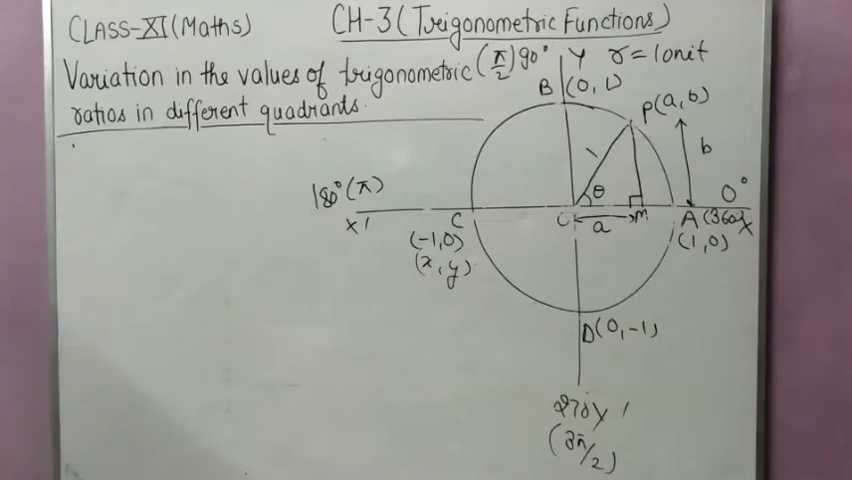 CLASS-XI (Maths)
CH-3 (Trigonometric Functions)
Variation in the values of trigonometric
ratios in different quadrants.
(π/2) 90° Y r = 1 unit
B (0, 1)
P(a, b)
1
b
θ
180° (π)
0°
X'
C
O
a
M
A (360) X
(-1, 0)
(1, 0)
(x, y)
D (0, -1)
270 Y'
(3π/2)